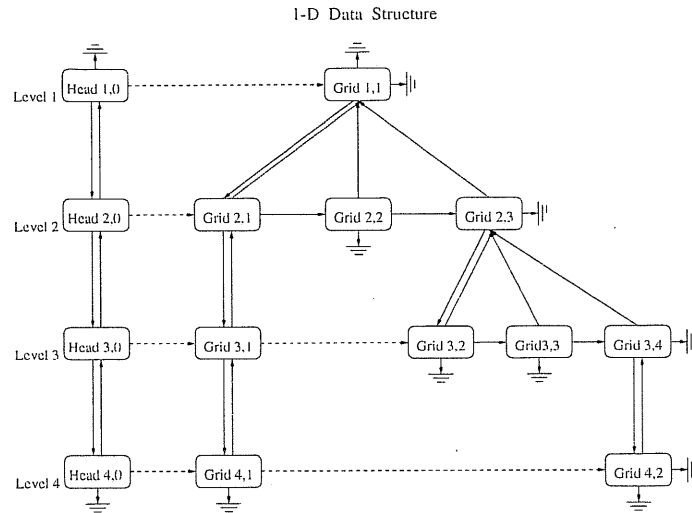 1-D Data Structure
Level 1
Head 1,0
Grid 1,1
Level 2
Head 2,0
Grid 2,1
Grid 2,2
Grid 2,3
Level 3
Head 3,0
Grid 3,1
Grid 3,2
Grid3,3
Grid 3,4
Level 4
Head 4,0
Grid 4,1
Grid 4,2